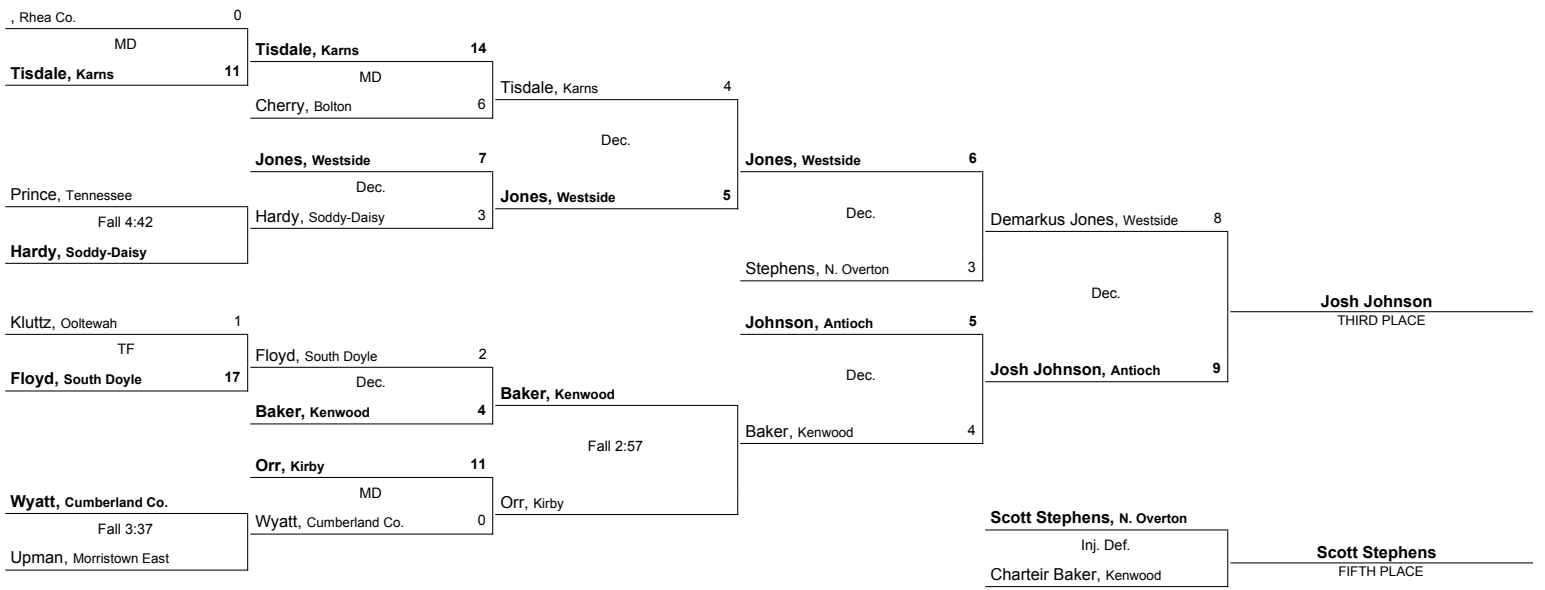 , Rhea Co. 0
MD
Tisdale, Karns 11
Prince, Tennessee
Fall 4:42
Hardy, Soddy-Daisy
Kluttz, Ooltewah 1
TF
Floyd, South Doyle 17
Wyatt, Cumberland Co.
Fall 3:37
Upman, Morristown East
Tisdale, Karns 14
MD
Cherry, Bolton 6
Jones, Westside 7
Dec.
Hardy, Soddy-Daisy 3
Floyd, South Doyle 2
Dec.
Baker, Kenwood 4
Orr, Kirby 11
MD
Wyatt, Cumberland Co. 0
Tisdale, Karns 4
Dec.
Jones, Westside 5
Baker, Kenwood
Fall 2:57
Orr, Kirby
Jones, Westside 6
Dec.
Stephens, N. Overton 3
Johnson, Antioch 5
Dec.
Baker, Kenwood 4
Demarkus Jones, Westside 8
Dec.
Josh Johnson, Antioch 9
Josh Johnson
THIRD PLACE
Scott Stephens, N. Overton
Inj. Def.
Charteir Baker, Kenwood
Scott Stephens
FIFTH PLACE